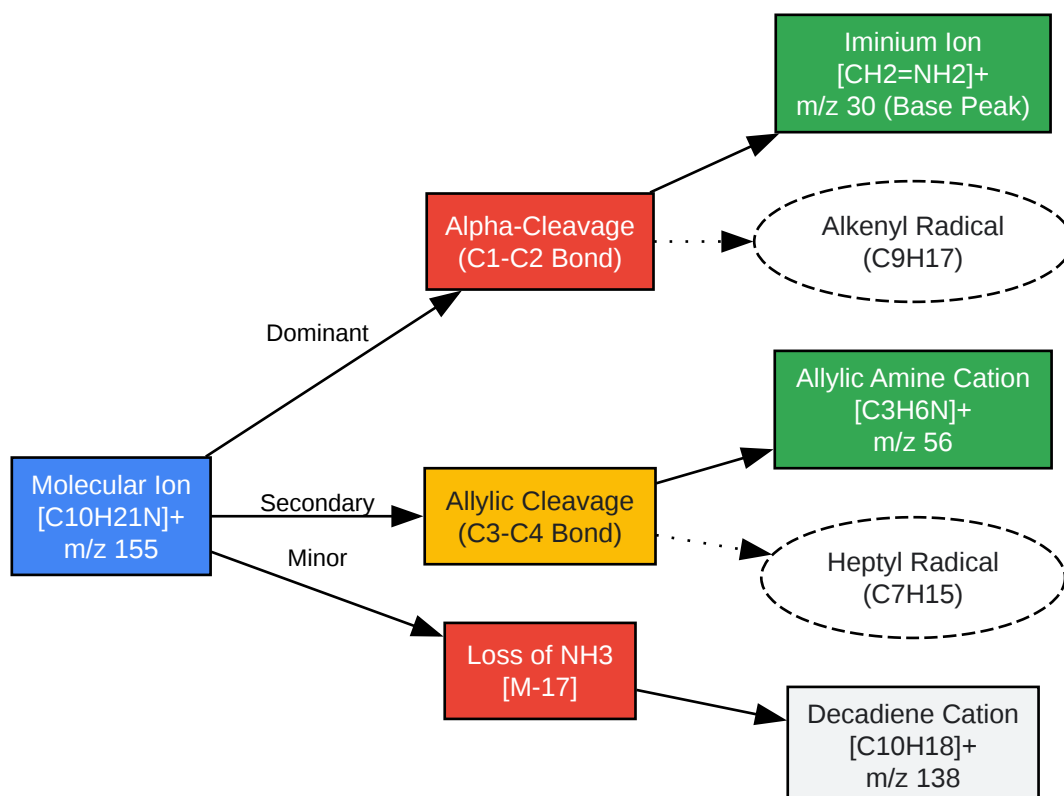 Iminium Ion
[CH2=NH2]+
m/z 30 (Base Peak)
Alpha-Cleavage
(C1-C2 Bond)
Alkenyl Radical
(C9H17)
Dominant
Allylic Amine Cation
[C3H6N]+
m/z 56
Molecular Ion
[C10H21N]+
m/z 155
Secondary
Allylic Cleavage
(C3-C4 Bond)
Minor
Heptyl Radical
(C7H15)
Loss of NH3
[M-17]
Decadiene Cation
[C10H18]+
m/z 138